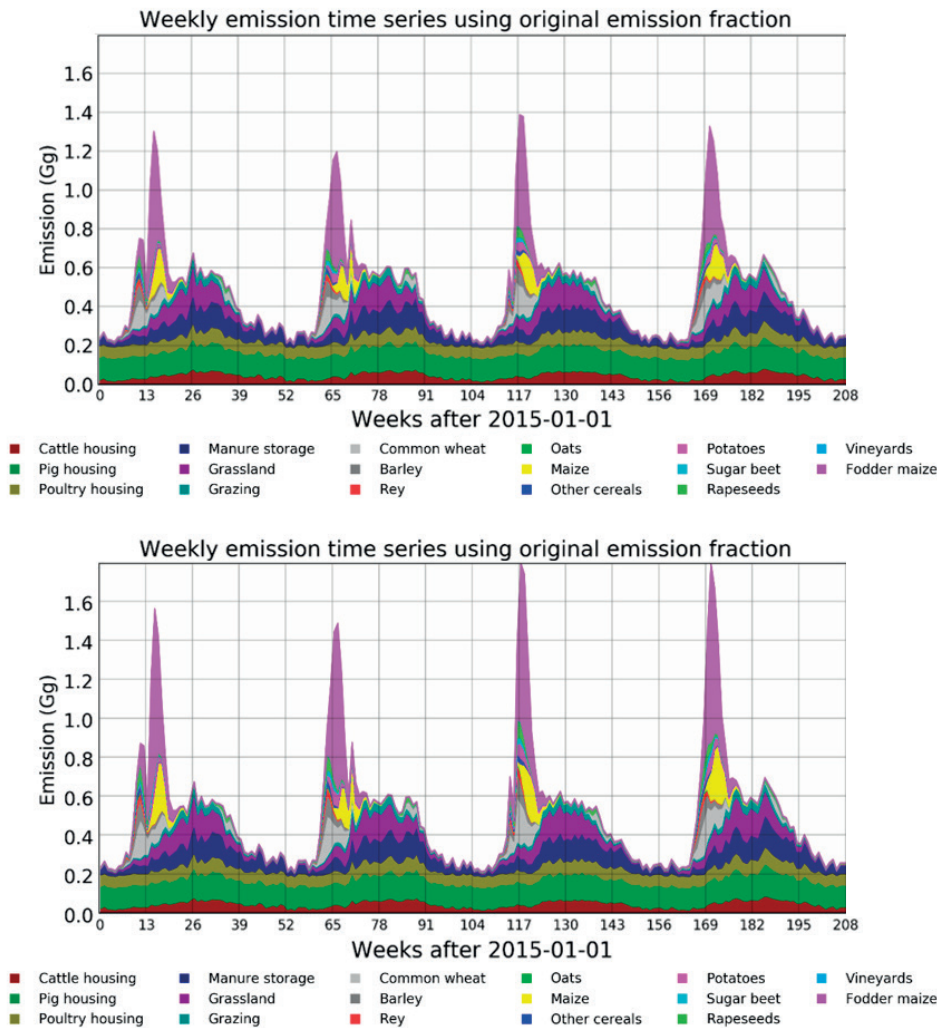 Weekly emission time series using original emission fraction
Emission (Gg)
1.6
1.4
1.2
1.0
0.8
0.6
0.4
0.2
0.0
0 13 26 39 52 65 78 91 104 117 130 143 156 169 182 195 208
Weeks after 2015-01-01
Cattle housing Manure storage Common wheat Oats Potatoes Vineyards
Pig housing Grassland Barley Maize Sugar beet Fodder maize
Poultry housing Grazing Rey Other cereals Rapeseeds
Weekly emission time series using original emission fraction
Emission (Gg)
1.6
1.4
1.2
1.0
0.8
0.6
0.4
0.2
0.0
0 13 26 39 52 65 78 91 104 117 130 143 156 169 182 195 208
Weeks after 2015-01-01
Cattle housing Manure storage Common wheat Oats Potatoes Vineyards
Pig housing Grassland Barley Maize Sugar beet Fodder maize
Poultry housing Grazing Rey Other cereals Rapeseeds